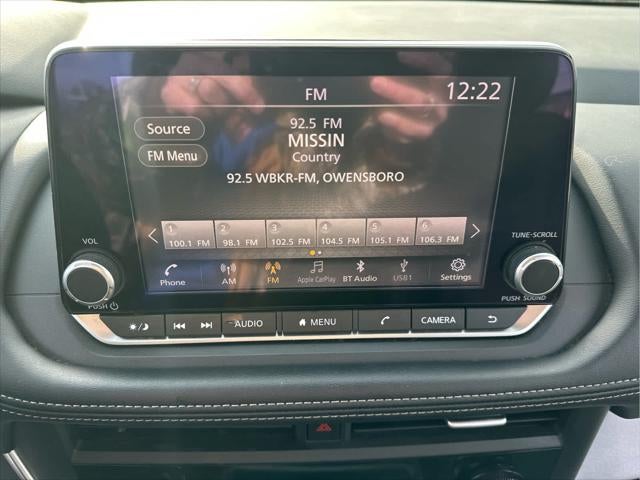 FM
12:22
Source
92.5 FM
MISSIN
FM Menu
Country
92.5 WBKR-FM, OWENSBORO
1 2 3 4 5 6
100.1 FM 98.1 FM 102.5 FM 104.5 FM 105.1 FM 106.3 FM
VOL
TUNE•SCROLL
Phone AM FM Apple CarPlay BT Audio USB1 Settings
PUSH
PUSH SOUND
AUDIO MENU CAMERA